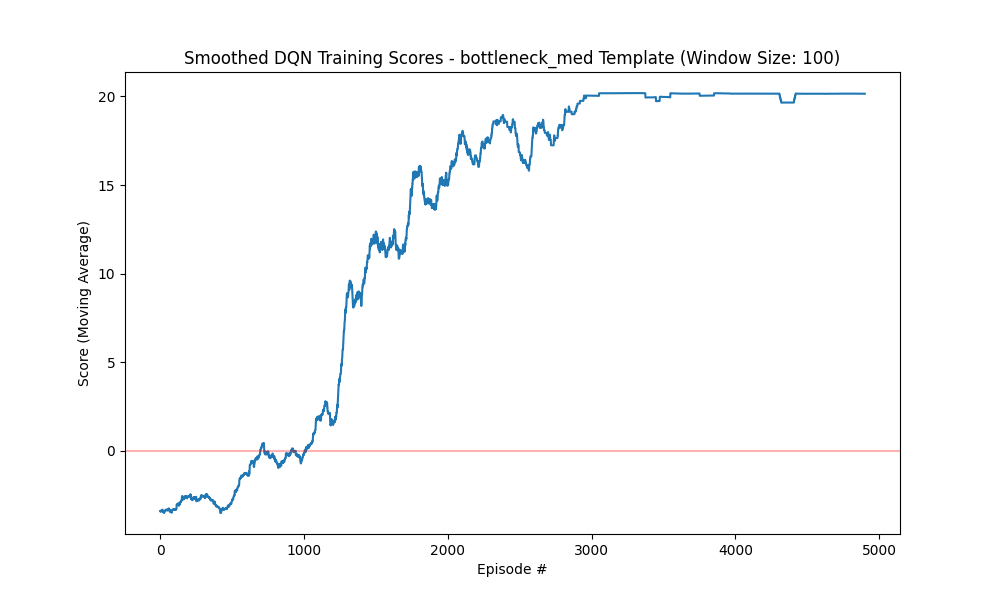 Smoothed DQN Training Scores - bottleneck_med Template (Window Size: 100)
Score (Moving Average)
20
15
10
5
0
0 1000 2000 3000 4000 5000
Episode #